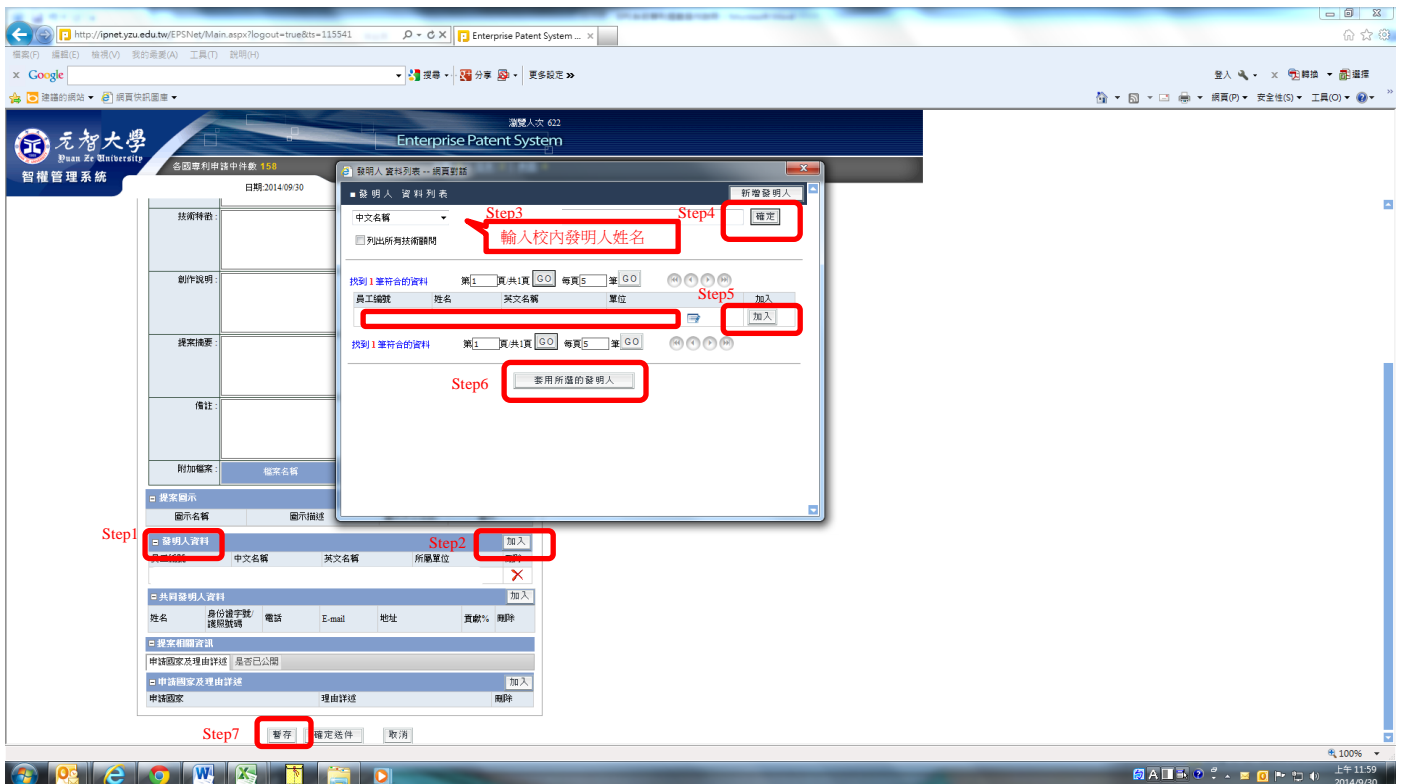 http://ipnet.yzu.edu.tw/EPSNet/Main.aspx?logout=true&ts=115541
Enterprise Patent System ...
檔案(F) 編輯(E) 檢視(V) 我的最愛(A) 工具(T) 說明(H)
x Google 搜尋 分享 更多設定 »
登入 轉換 選擇
建議的網站 網頁快訊圖庫
網頁(P) 安全性(S) 工具(O)
元智大學
Yuan Ze University
智權管理系統
瀏覽人次 622
Enterprise Patent System
各國專利申請中件數 158
日期:2014/09/30
技術特徵:
創作說明:
提案摘要:
備註:
附加檔案: 檔案名稱
提案圖示
圖示名稱 圖示描述
發明人 資料列表 -- 網頁對話
■發明人 資料列表 新增發明人
中文名稱 Step3 Step4 確定
列出所有技術顧問 輸入校內發明人姓名
找到1筆符合的資料 第1頁/共1頁 GO 每頁5筆 GO
Step5
員工編號 姓名 英文名稱 單位 加入
加入
找到1筆符合的資料 第1頁/共1頁 GO 每頁5筆 GO
Step6 套用所選的發明人
Step1 發明人資料 Step2 加入
中文名稱 英文名稱 所屬單位
共同發明人資料 加入
姓名 身份證字號/護照號碼 電話 E-mail 地址 貢獻% 刪除
提案相關資訊
申請國家及理由詳述 是否已公開
申請國家及理由詳述 加入
申請國家 理由詳述 刪除
Step7 暫存 確定送件 取消
100%
上午 11:59
2014/9/30